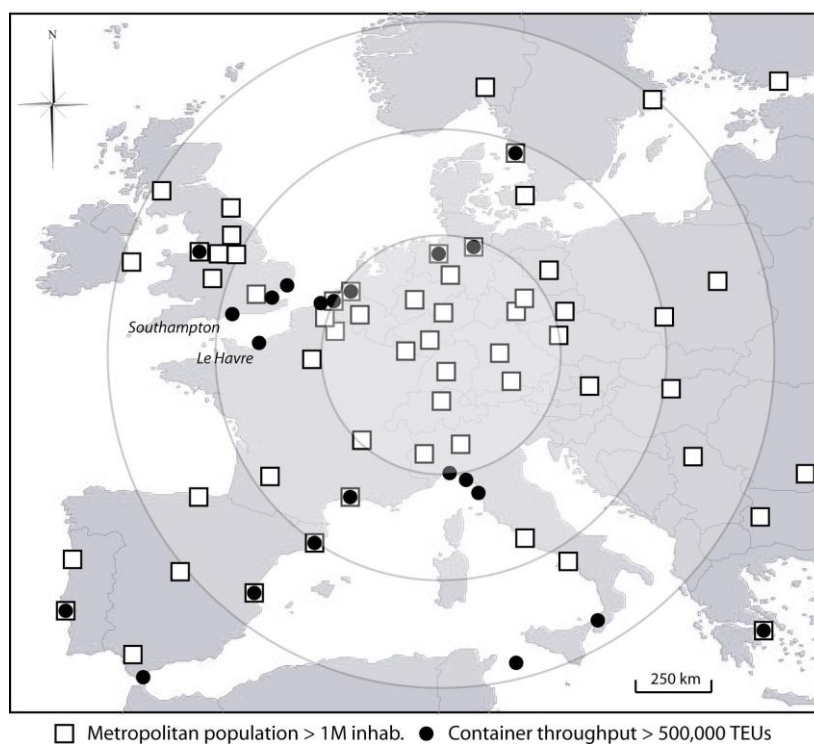 N
Southampton
Le Havre
250 km
Metropolitan population > 1M inhab. Container throughput > 500,000 TEUs